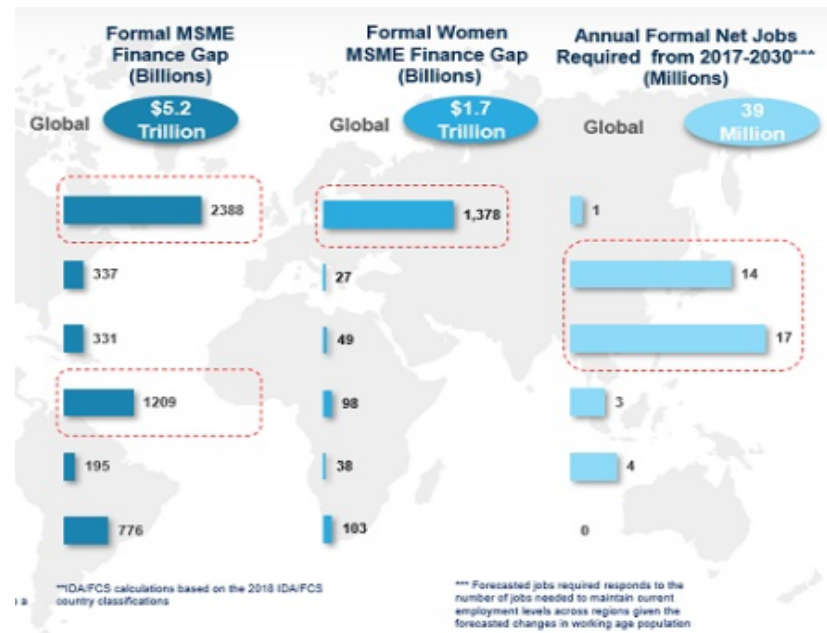 Formal MSME
Finance Gap
(Billions)
Formal Women
MSME Finance Gap
(Billions)
Annual Formal Net Jobs
Required from 2017-2030***
(Millions)
Global
$5.2
Trillion
Global
$1.7
Trillion
Global
39
Million
2388
1,378
1
337
27
14
331
49
17
1209
98
3
195
38
4
776
103
0
**IDA/FCS calculations based on the 2018 IDA/FCS
country classifications
a
*** Forecasted jobs required responds to the
number of jobs needed to maintain current
employment levels across regions given the
forecasted changes in working age population